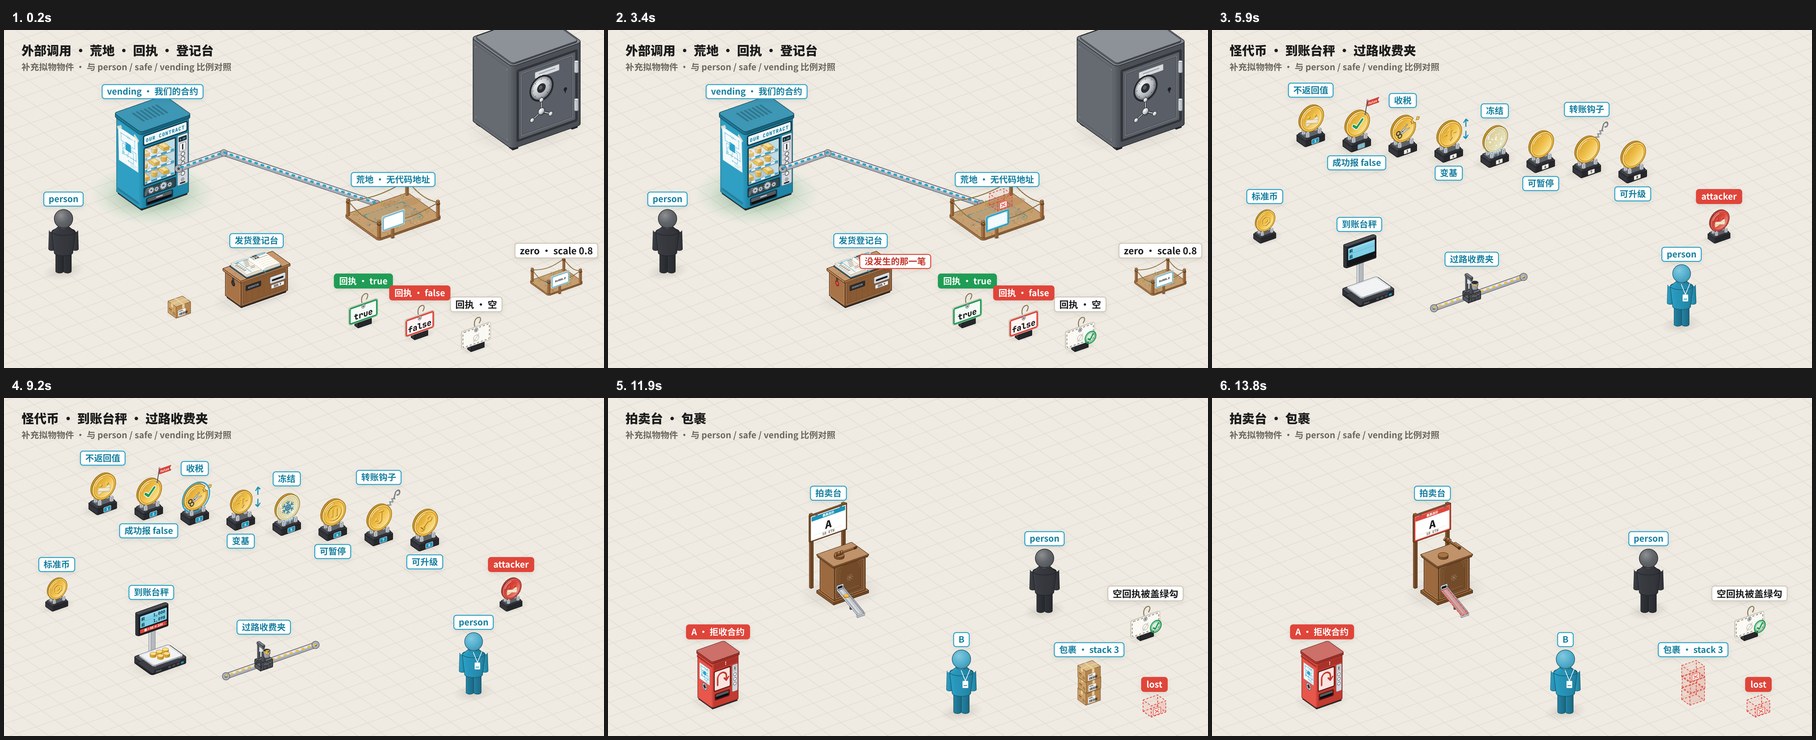 1. 0.2s
外部调用 · 荒地 · 回执 · 登记台
补充拟物物件 · 与 person / safe / vending 比例对照
vending · 我们的合约
OUR CONTRACT
荒地 · 无代码地址
person
发货登记台
zero · scale 0.8
回执 · true
回执 · false
回执 · 空
true
false
2. 3.4s
外部调用 · 荒地 · 回执 · 登记台
补充拟物物件 · 与 person / safe / vending 比例对照
vending · 我们的合约
OUR CONTRACT
荒地 · 无代码地址
person
发货登记台
没发生的那一笔
zero · scale 0.8
回执 · true
回执 · false
回执 · 空
true
false
3. 5.9s
怪代币 · 到账台秤 · 过路收费夹
补充拟物物件 · 与 person / safe / vending 比例对照
不返回值
收税
冻结
转账钩子
成功报 false
变基
可暂停
可升级
标准币
attacker
到账台秤
过路收费夹
person
4. 9.2s
怪代币 · 到账台秤 · 过路收费夹
补充拟物物件 · 与 person / safe / vending 比例对照
不返回值
收税
冻结
转账钩子
成功报 false
变基
可暂停
可升级
标准币
attacker
到账台秤
过路收费夹
person
5. 11.9s
拍卖台 · 包裹
补充拟物物件 · 与 person / safe / vending 比例对照
拍卖台
A
person
空回执被盖绿勾
A · 拒收合约
B
包裹 · stack 3
lost
6. 13.8s
拍卖台 · 包裹
补充拟物物件 · 与 person / safe / vending 比例对照
拍卖台
A
person
空回执被盖绿勾
A · 拒收合约
B
包裹 · stack 3
lost